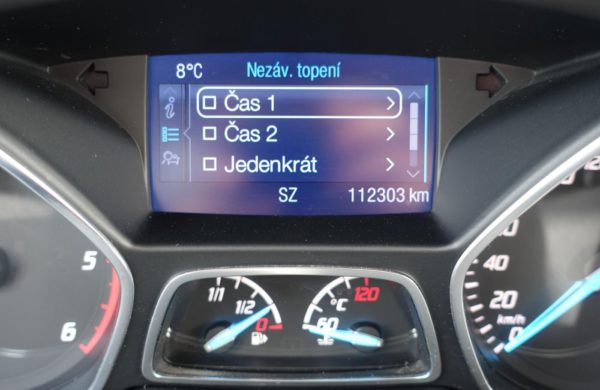 8°C Nezáv. topení
Čas 1
Čas 2
Jedenkrát
SZ 112303 km
5
6
1/1
1/2
0
°C
120
60
40
20
km/h
0